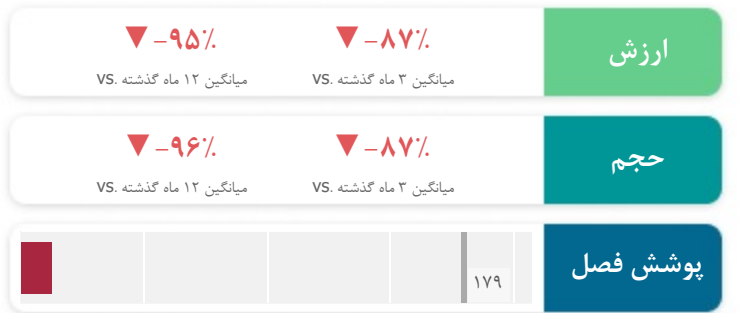 ارزش
▼ -۸۷٪
میانگین ۳ ماه گذشته .VS
▼ -۹۵٪
میانگین ۱۲ ماه گذشته .VS
حجم
▼ -۸۷٪
میانگین ۳ ماه گذشته .VS
▼ -۹۶٪
میانگین ۱۲ ماه گذشته .VS
پوشش فصل
۱۷۹